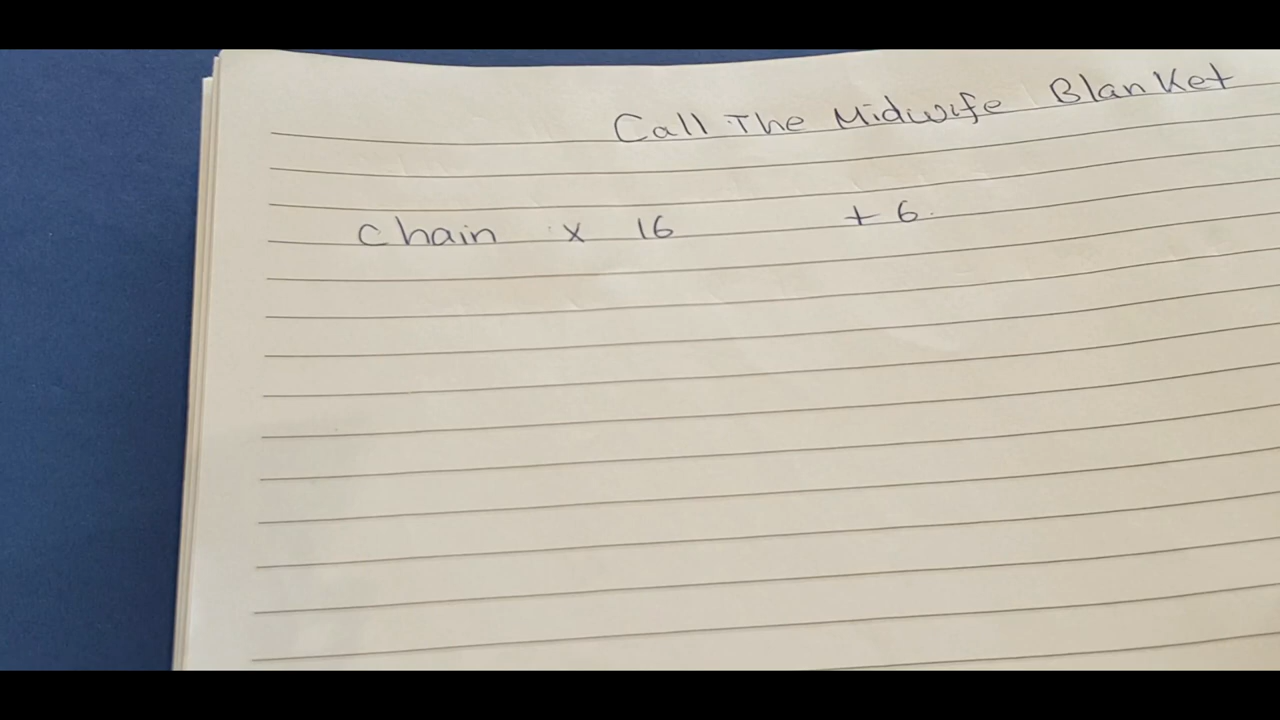 Call The Midwife Blanket
Chain x 16 + 6.